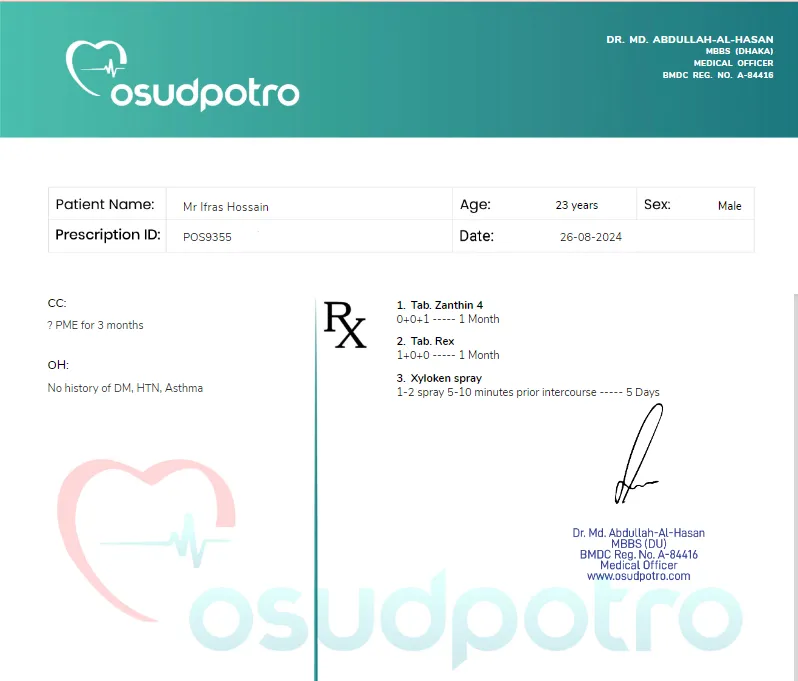 osudpotro
DR. MD. ABDULLAH-AL-HASAN
MBBS (DHAKA)
MEDICAL OFFICER
BMDC REG. NO. A-84416
Patient Name: Mr Ifras Hossain Age: 23 years Sex: Male
Prescription ID: POS9355 Date: 26-08-2024
CC:
? PME for 3 months
OH:
No history of DM, HTN, Asthma
Rx
1. Tab. Zanthin 4
0+0+1 ----- 1 Month
2. Tab. Rex
1+0+0 ----- 1 Month
3. Xyloken spray
1-2 spray 5-10 minutes prior intercourse ----- 5 Days
Dr. Md. Abdullah-Al-Hasan
MBBS (DU)
BMDC Reg. No. A-84416
Medical Officer
www.osudpotro.com
osudpotro